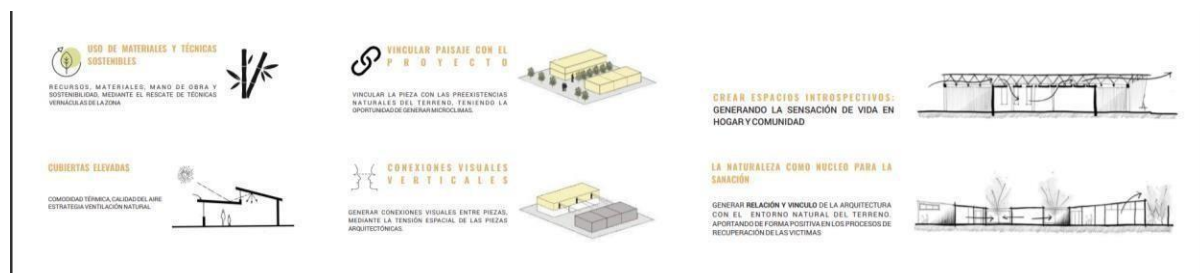 USO DE MATERIALES Y TÉCNICAS
SOSTENIBLES
RECURSOS, MATERIALES, MANO DE OBRA Y
SOSTENIBILIDAD, MEDIANTE EL RESCATE DE TÉCNICAS
VERNÁCULAS DE LA ZONA
CUBIERTAS ELEVADAS
COMODIDAD TÉRMICA, CALIDAD DEL AIRE
ESTRATEGIA VENTILACIÓN NATURAL
VINCULAR PAISAJE CON EL
PROYECTO
VINCULAR LA PIEZA CON LAS PREEXISTENCIAS
NATURALES DEL TERRENO, TENIENDO LA
OPORTUNIDAD DE GENERAR MICROCLIMAS.
CONEXIONES VISUALES
VERTICALES
GENERAR CONEXIONES VISUALES ENTRE PIEZAS,
MEDIANTE LA TENSIÓN ESPACIAL DE LAS PIEZAS
ARQUITECTÓNICAS.
CREAR ESPACIOS INTROSPECTIVOS:
GENERANDO LA SENSACIÓN DE VIDA EN
HOGAR Y COMUNIDAD
LA NATURALEZA COMO NUCLEO PARA LA
SANACIÓN
GENERAR RELACIÓN Y VINCULO DE LA ARQUITECTURA
CON EL ENTORNO NATURAL DEL TERRENO.
APORTANDO DE FORMA POSITIVA EN LOS PROCESOS DE
RECUPERACIÓN DE LAS VICTIMAS